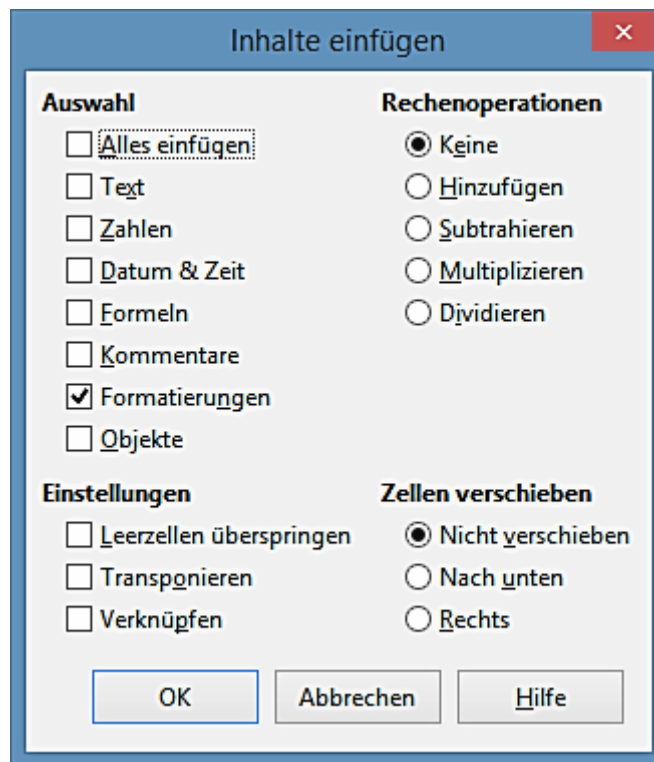 Inhalte einfügen
Auswahl
Alles einfügen
Text
Zahlen
Datum & Zeit
Formeln
Kommentare
Formatierungen
Objekte
Rechenoperationen
Keine
Hinzufügen
Subtrahieren
Multiplizieren
Dividieren
Einstellungen
Leerzellen überspringen
Transponieren
Verknüpfen
Zellen verschieben
Nicht verschieben
Nach unten
Rechts
OK
Abbrechen
Hilfe